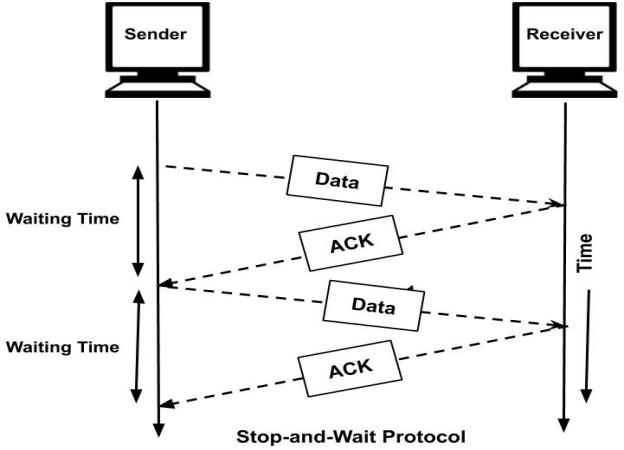 Sender
Receiver
Data
Waiting Time
ACK
Time
Data
Waiting Time
ACK
Stop-and-Wait Protocol